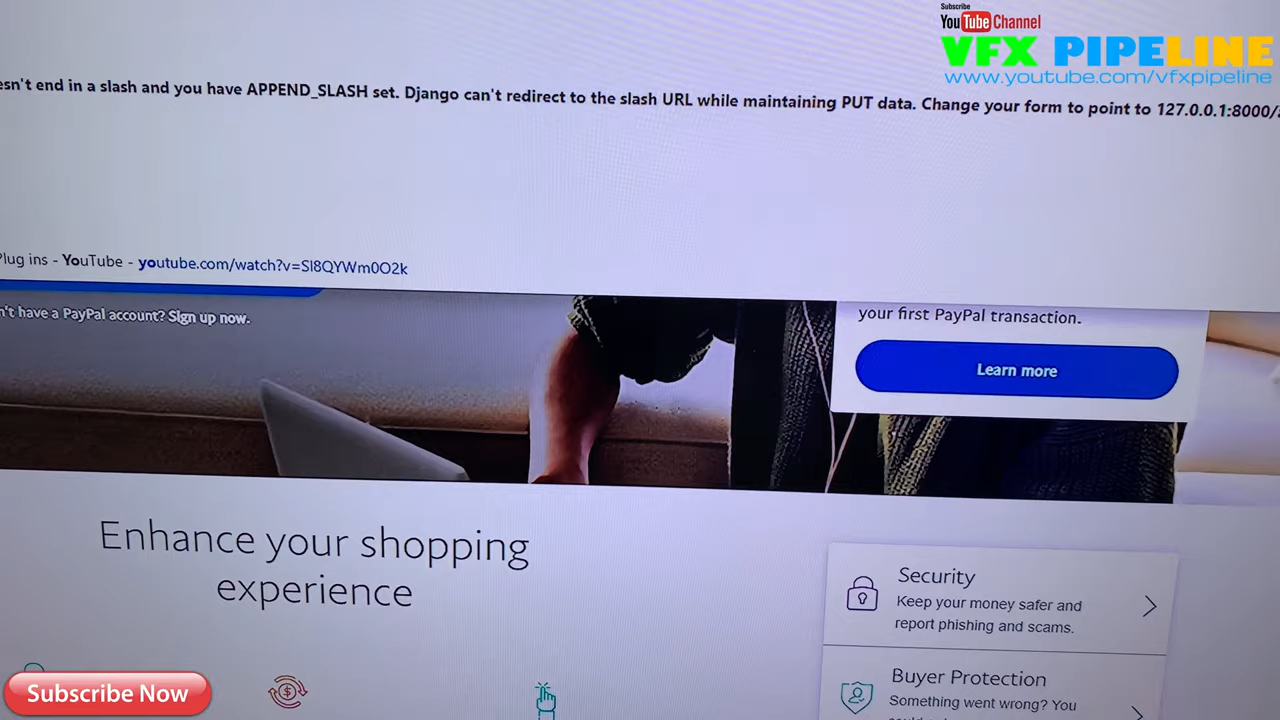 Subscribe
YouTube Channel
VFX PIPELINE
www.youtube.com/vfxpipeline
end in a slash and you have APPEND_SLASH set. Django can't redirect to the slash URL while maintaining PUT data. Change your form to point to 127.0.0.1:8000/
ins - YouTube - youtube.com/watch?v=SI8QYWm0O2k
have a PayPal account? Sign up now.
your first PayPal transaction.
Learn more
Enhance your shopping
experience
Security
Keep your money safer and
report phishing and scams.
Buyer Protection
Something went wrong? You
Subscribe Now